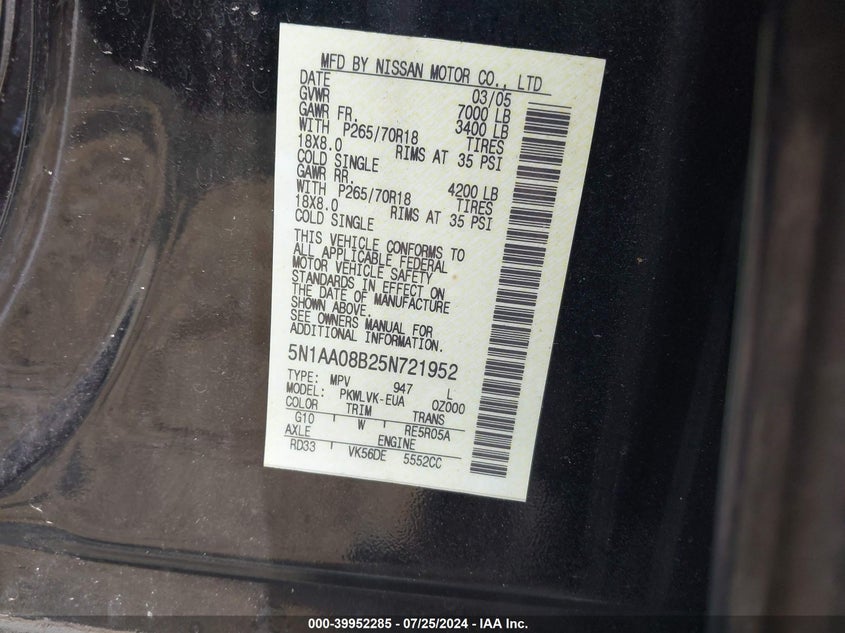 MFD BY NISSAN MOTOR CO., LTD
DATE 03/05
GVWR 7000 LB
GAWR FR. 3400 LB
WITH P265/70R18 TIRES
18X8.0 RIMS AT 35 PSI
COLD SINGLE
GAWR RR. 4200 LB
WITH P265/70R18 TIRES
18X8.0 RIMS AT 35 PSI
COLD SINGLE
THIS VEHICLE CONFORMS TO
ALL APPLICABLE FEDERAL
MOTOR VEHICLE SAFETY
STANDARDS IN EFFECT ON
THE DATE OF MANUFACTURE
SHOWN ABOVE.
SEE OWNERS MANUAL FOR
ADDITIONAL INFORMATION.
5N1AA08B25N721952
TYPE: MPV 947 L
MODEL: PKWLVK-EUA 0Z000
COLOR TRIM TRANS
G10 W RE5R05A
AXLE ENGINE
RD33 VK56DE 5552CC
000-39952285 - 07/25/2024 - IAA Inc.